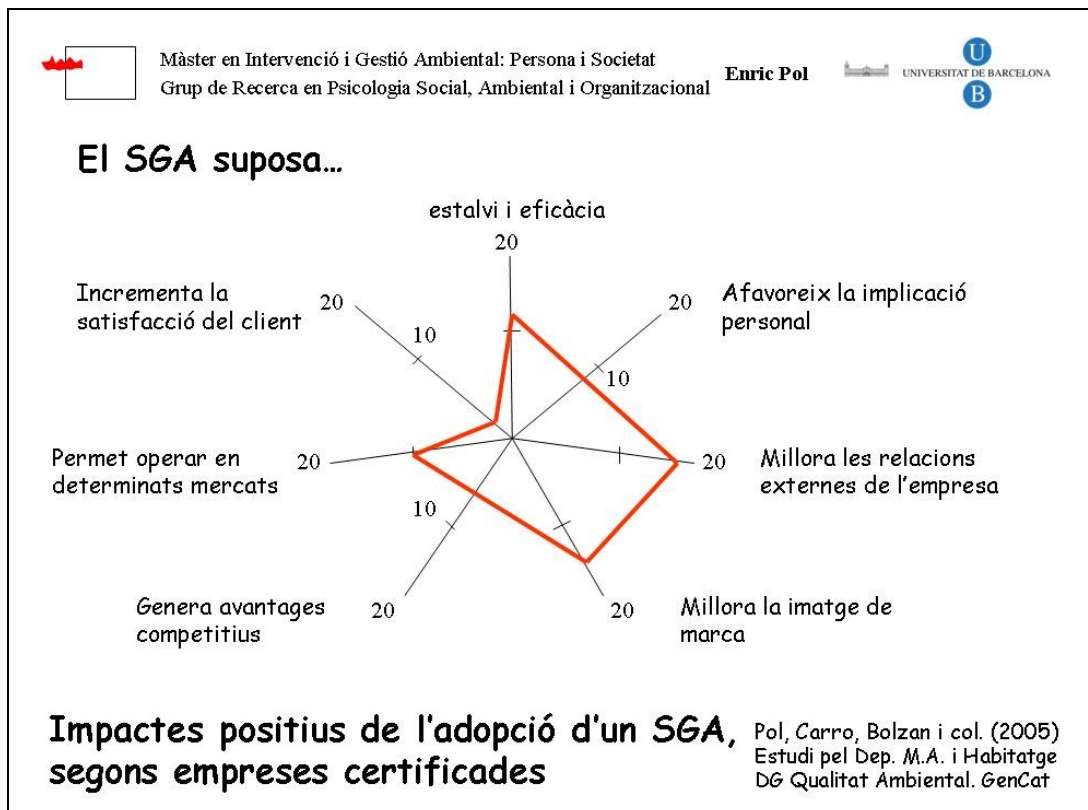 Màster en Intervenció i Gestió Ambiental: Persona i Societat
Grup de Recerca en Psicologia Social, Ambiental i Organitzacional
Enric Pol
U
UNIVERSITAT DE BARCELONA
B
El SGA suposa...
estalvi i eficàcia
20
Incrementa la
satisfacció del client
20
10
20
Afavoreix la implicació
personal
10
Permet operar en
determinats mercats
20
20
Millora les relacions
externes de l'empresa
10
Genera avantages
competitius
20
20
Millora la imatge de
marca
Impactes positius de l'adopció d'un SGA,
segons empreses certificades
Pol, Carro, Bolzan i col. (2005)
Estudi pel Dep. M.A. i Habitatge
DG Qualitat Ambiental. GenCat